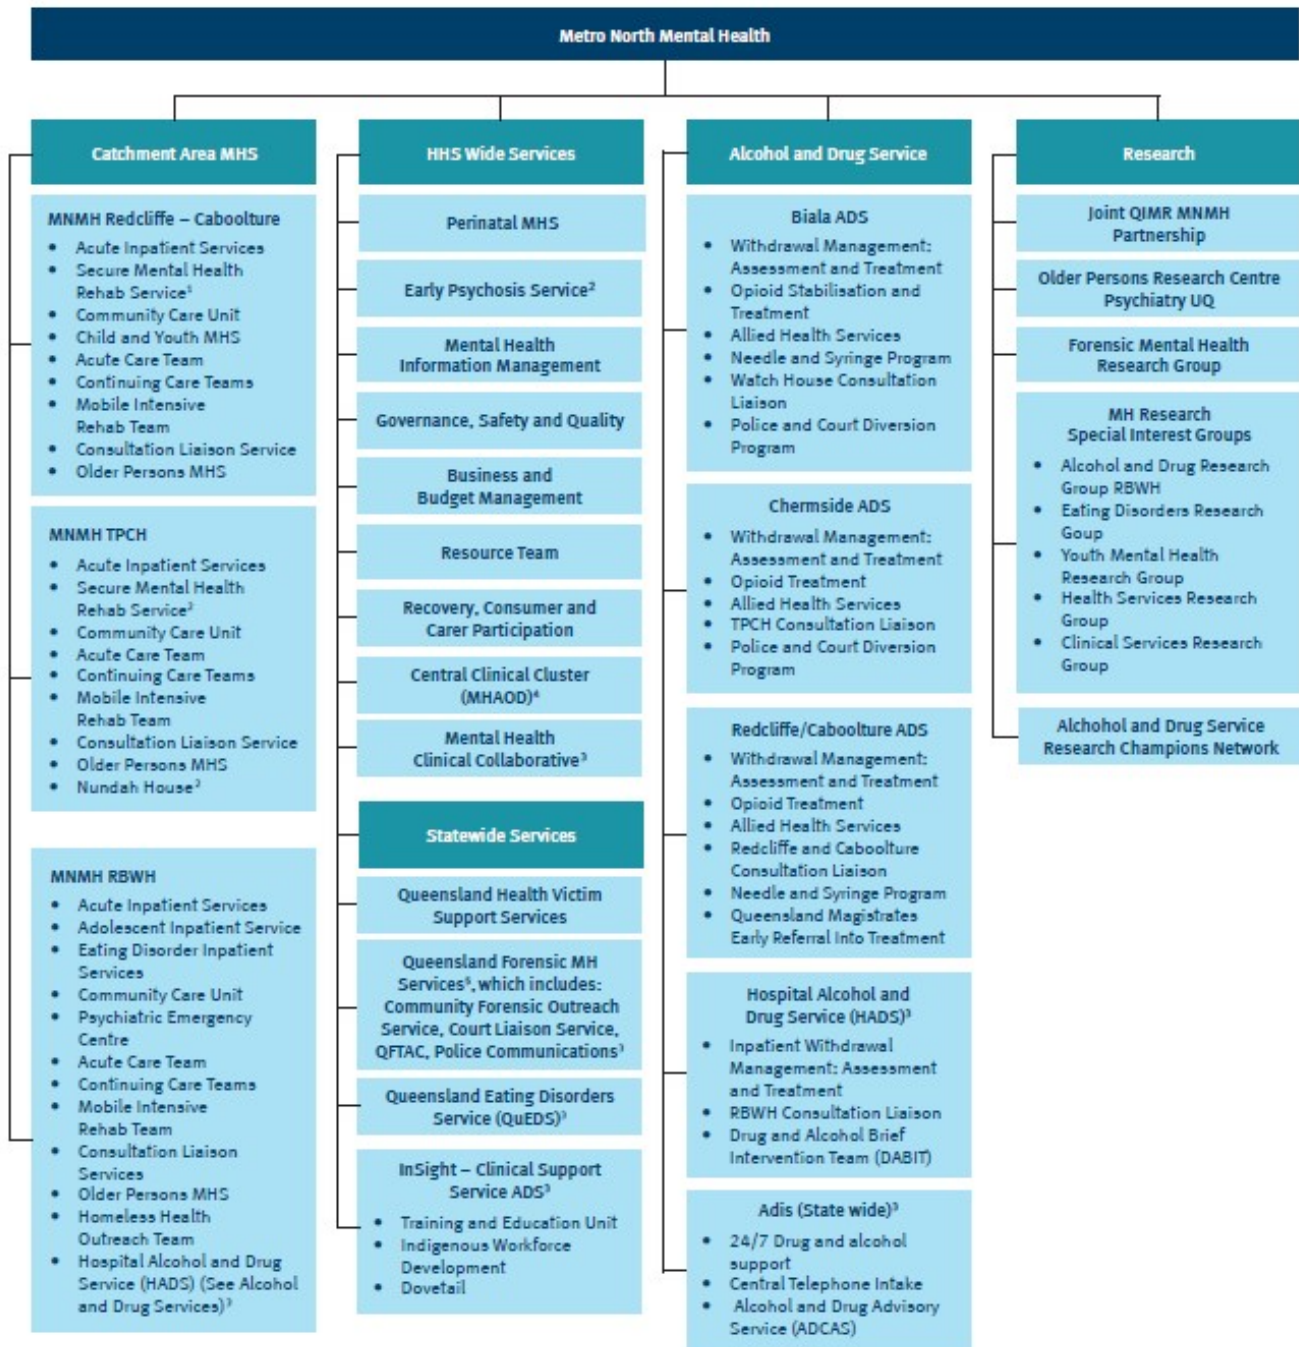 Metro North Mental Health
Catchment Area MHS
MNMH Redcliffe – Caboolture
• Acute Inpatient Services
• Secure Mental Health
Rehab Service¹
• Community Care Unit
• Child and Youth MHS
• Acute Care Team
• Continuing Care Teams
• Mobile Intensive
Rehab Team
• Consultation Liaison Service
• Older Persons MHS
MNMH TPCH
• Acute Inpatient Services
• Secure Mental Health
Rehab Service²
• Community Care Unit
• Acute Care Team
• Continuing Care Teams
• Mobile Intensive
Rehab Team
• Consultation Liaison Service
• Older Persons MHS
• Nundah House²
MNMH RBWH
• Acute Inpatient Services
• Adolescent Inpatient Service
• Eating Disorder Inpatient
Services
• Community Care Unit
• Psychiatric Emergency
Centre
• Acute Care Team
• Continuing Care Teams
• Mobile Intensive
Rehab Team
• Consultation Liaison
Services
• Older Persons MHS
• Homeless Health
Outreach Team
• Hospital Alcohol and Drug
Service (HADS) (See Alcohol
and Drug Services)³
HHS Wide Services
Perinatal MHS
Early Psychosis Service²
Mental Health
Information Management
Governance, Safety and Quality
Business and
Budget Management
Resource Team
Recovery, Consumer and
Carer Participation
Central Clinical Cluster
(MHAOD)⁴
Mental Health
Clinical Collaborative³
Statewide Services
Queensland Health Victim
Support Services
Queensland Forensic MH
Services⁵, which includes:
Community Forensic Outreach
Service, Court Liaison Service,
QFTAC, Police Communications³
Queensland Eating Disorders
Service (QuEDS)³
InSight – Clinical Support
Service ADS³
• Training and Education Unit
• Indigenous Workforce
Development
• Dovetail
Alcohol and Drug Service
Biala ADS
• Withdrawal Management:
Assessment and Treatment
• Opioid Stabilisation and
Treatment
• Allied Health Services
• Needle and Syringe Program
• Watch House Consultation
Liaison
• Police and Court Diversion
Program
Chermside ADS
• Withdrawal Management:
Assessment and Treatment
• Opioid Treatment
• Allied Health Services
• TPCH Consultation Liaison
• Police and Court Diversion
Program
Redcliffe/Caboolture ADS
• Withdrawal Management:
Assessment and Treatment
• Opioid Treatment
• Allied Health Services
• Redcliffe and Caboolture
Consultation Liaison
• Needle and Syringe Program
• Queensland Magistrates
Early Referral Into Treatment
Hospital Alcohol and
Drug Service (HADS)³
• Inpatient Withdrawal
Management: Assessment
and Treatment
• RBWH Consultation Liaison
• Drug and Alcohol Brief
Intervention Team (DABIT)
Adis (State wide)³
• 24/7 Drug and alcohol
support
• Central Telephone Intake
• Alcohol and Drug Advisory
Service (ADCAS)
Research
Joint QIMR MNMH
Partnership
Older Persons Research Centre
Psychiatry UQ
Forensic Mental Health
Research Group
MH Research
Special Interest Groups
• Alcohol and Drug Research
Group RBWH
• Eating Disorders Research
Goup
• Youth Mental Health
Research Group
• Health Services Research
Group
• Clinical Services Research
Group
Alchohol and Drug Service
Research Champions Network